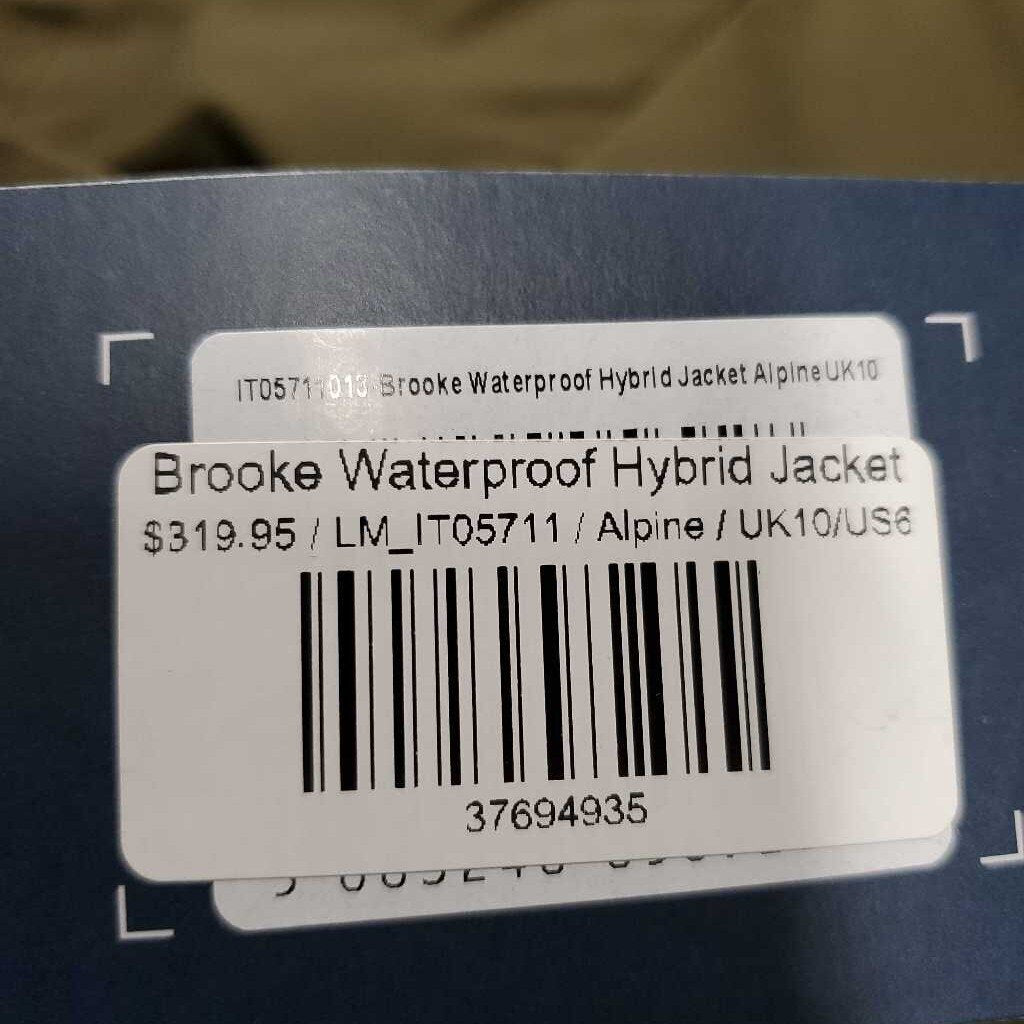 IT05711013 Brooke Waterproof Hybrid Jacket Alpine UK10
Brooke Waterproof Hybrid Jacket
$319.95 / LM_IT05711 / Alpine / UK10/US6
37694935